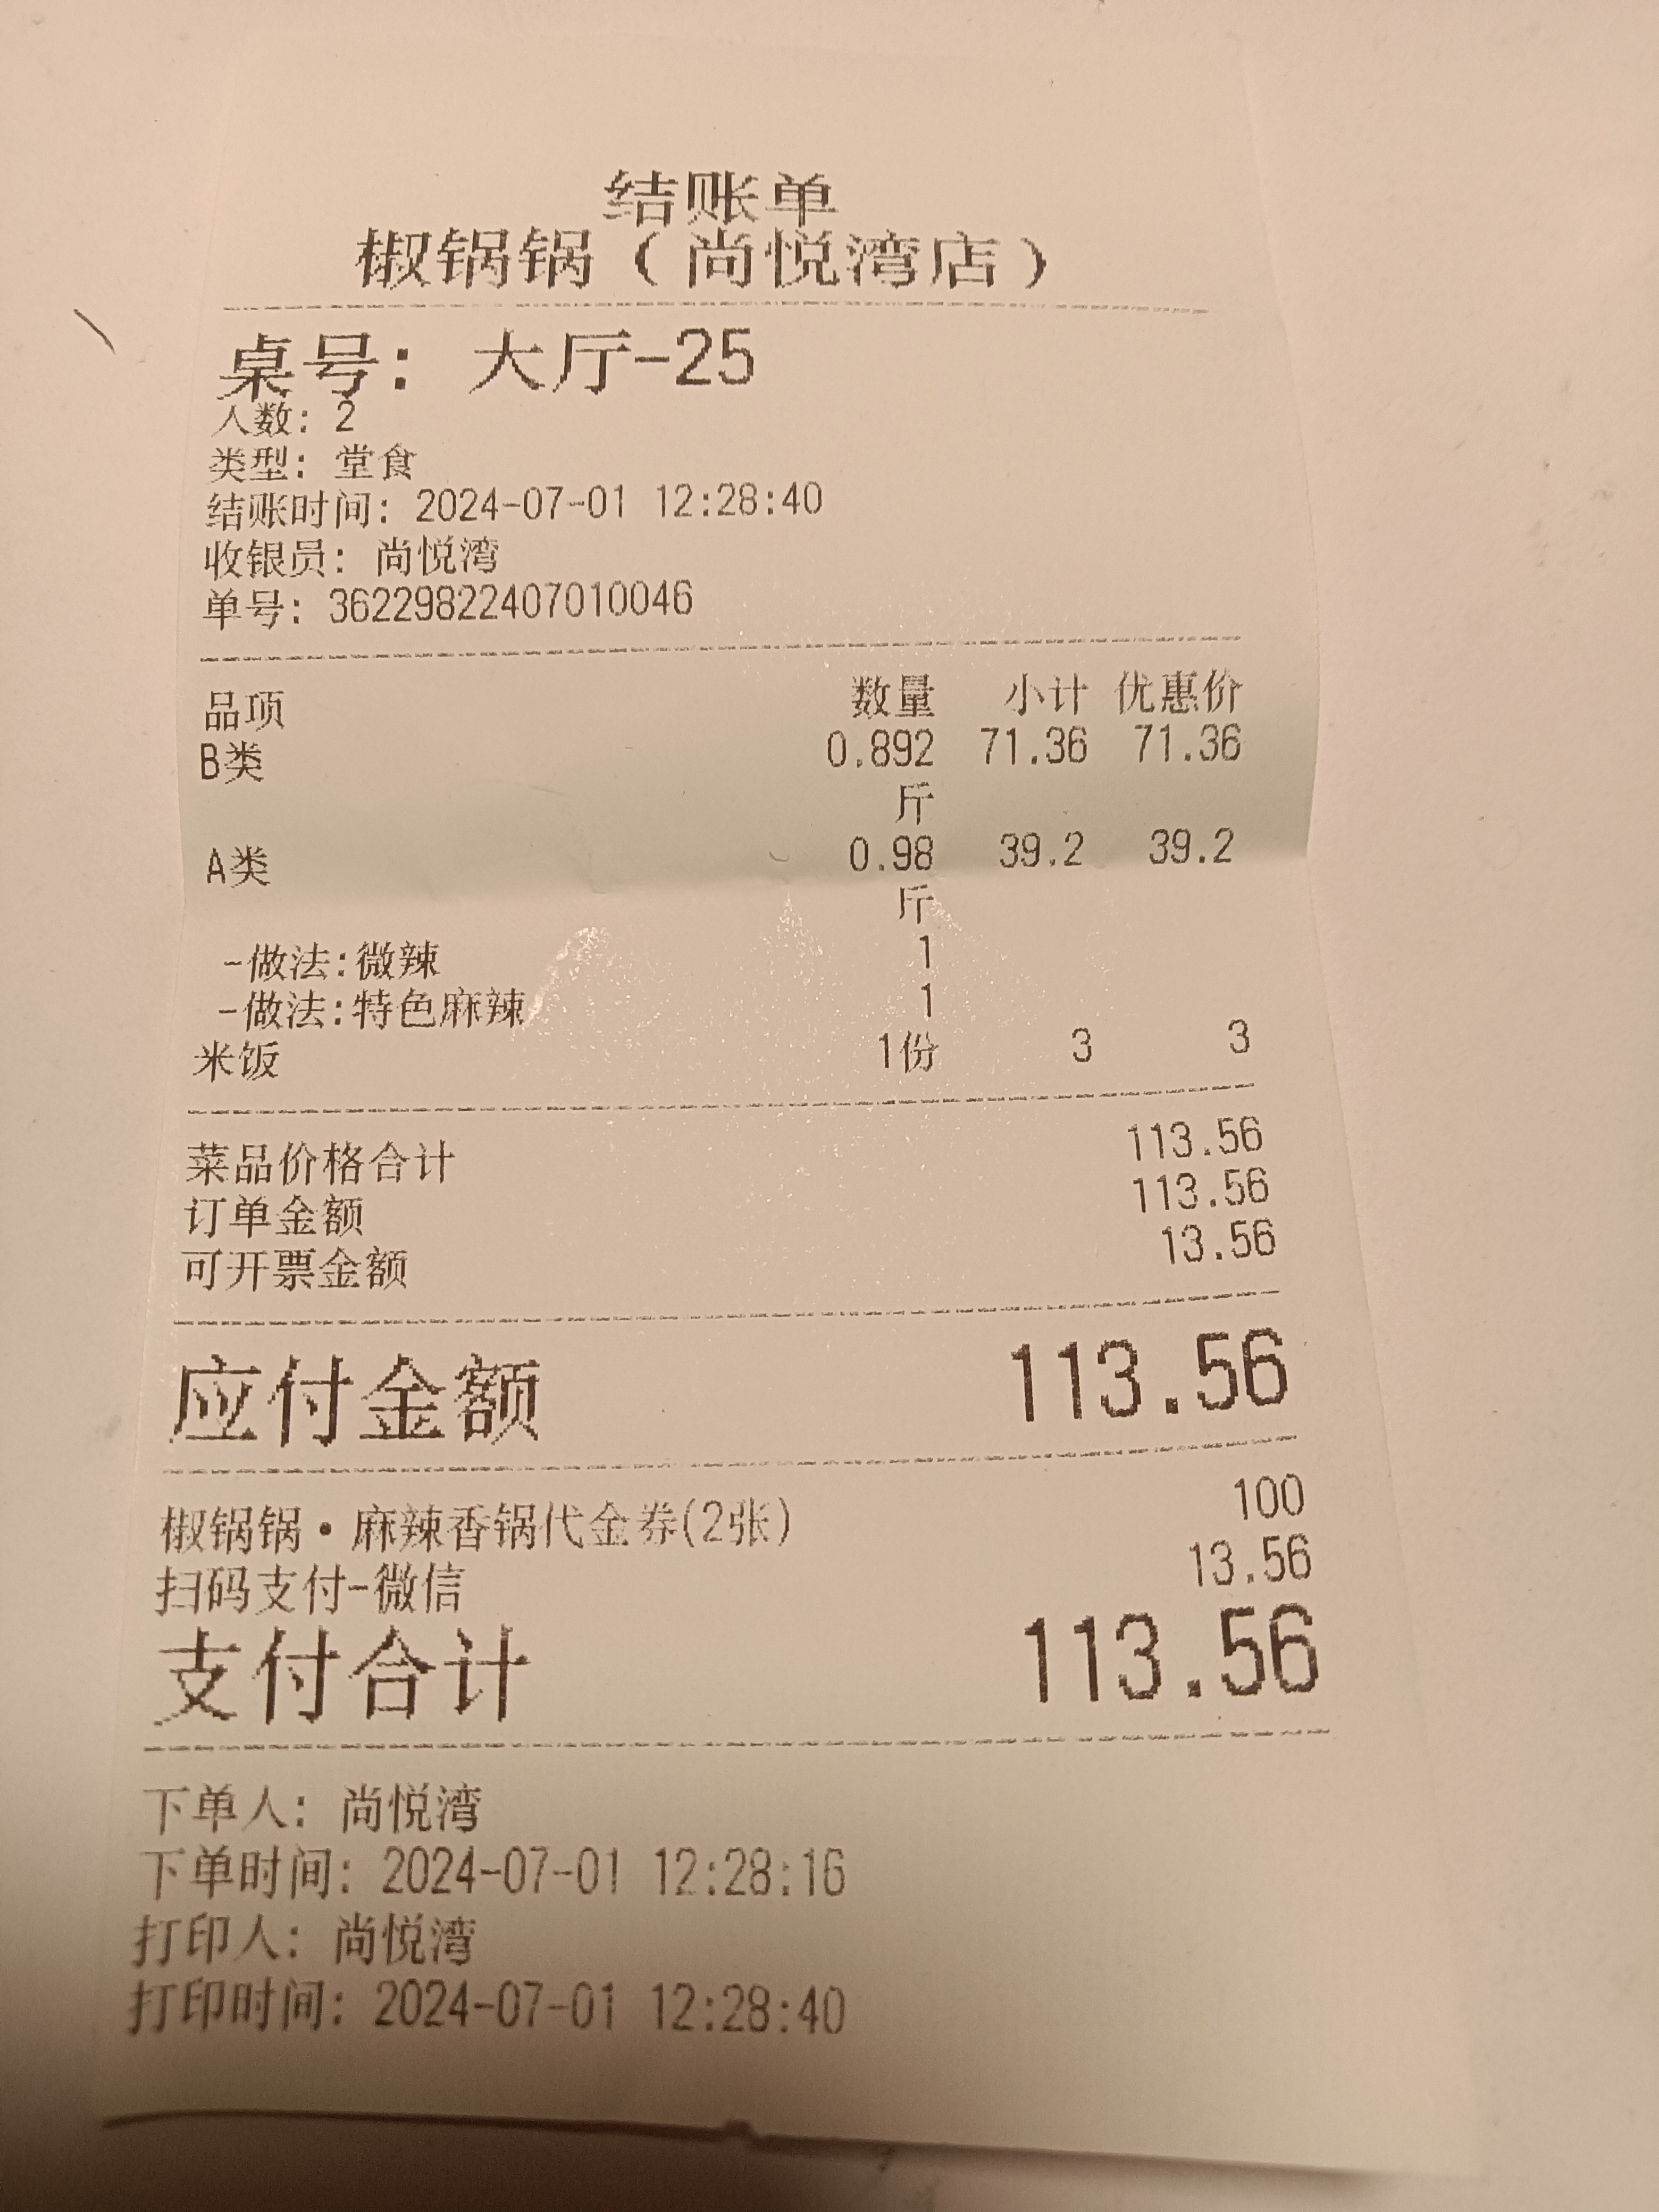 结账单
椒锅锅（尚悦湾店）
桌号: 大厅-25
人数: 2
类型: 堂食
结账时间: 2024-07-01 12:28:40
收银员: 尚悦湾
单号: 36229822407010046
品项 数量 小计 优惠价
B类 0.892 71.36 71.36
斤
A类 0.98 39.2 39.2
斤
-做法:微辣 1
-做法:特色麻辣 1
米饭 1份 3 3
菜品价格合计 113.56
订单金额 113.56
可开票金额 13.56
应付金额 113.56
椒锅锅•麻辣香锅代金券(2张) 100
扫码支付-微信 13.56
支付合计 113.56
下单人: 尚悦湾
下单时间: 2024-07-01 12:28:16
打印人: 尚悦湾
打印时间: 2024-07-01 12:28:40